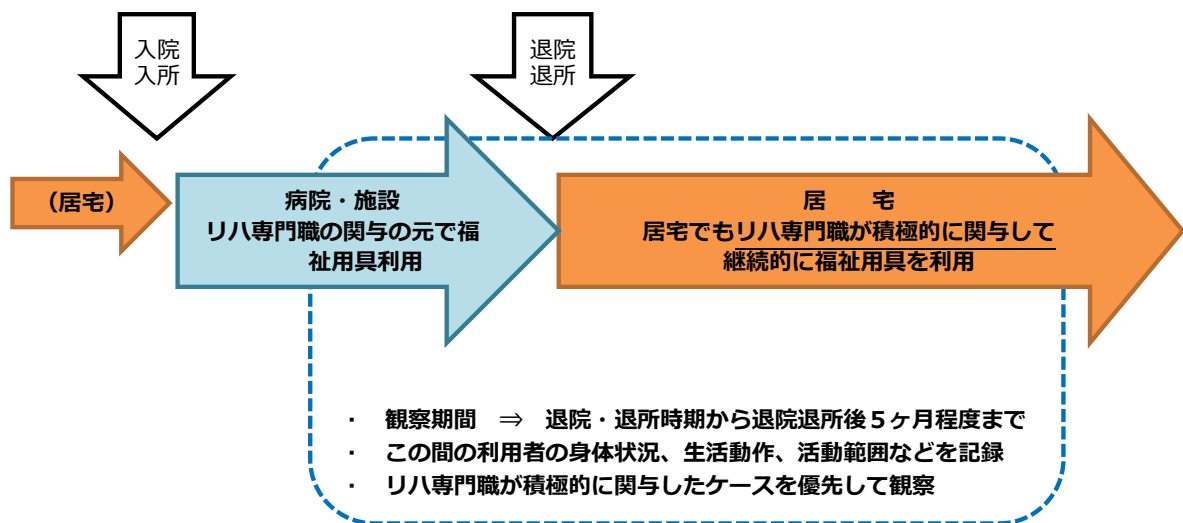 入院
入所
退院
退所
（居宅）
病院・施設
リハ専門職の関与の元で福
祉用具利用
居　　宅
居宅でもリハ専門職が積極的に関与して
継続的に福祉用具を利用
・　観察期間　⇒　退院・退所時期から退院退所後５ヶ月程度まで
・　この間の利用者の身体状況、生活動作、活動範囲などを記録
・　リハ専門職が積極的に関与したケースを優先して観察